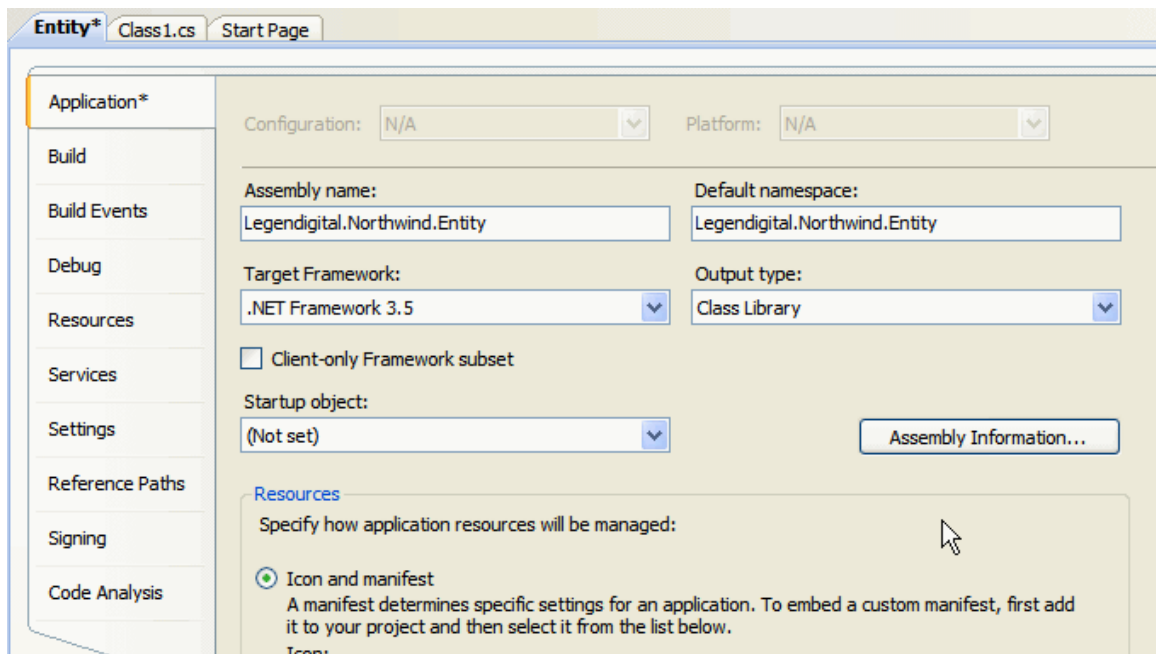 Entity* Class1.cs Start Page
Application*
Build
Build Events
Debug
Resources
Services
Settings
Reference Paths
Signing
Code Analysis
Configuration: N/A Platform: N/A
Assembly name: Default namespace:
Legendigital.Northwind.Entity Legendigital.Northwind.Entity
Target Framework: Output type:
.NET Framework 3.5 Class Library
Client-only Framework subset
Startup object:
(Not set) Assembly Information...
Resources
Specify how application resources will be managed:
Icon and manifest
A manifest determines specific settings for an application. To embed a custom manifest, first add
it to your project and then select it from the list below.
Icon: